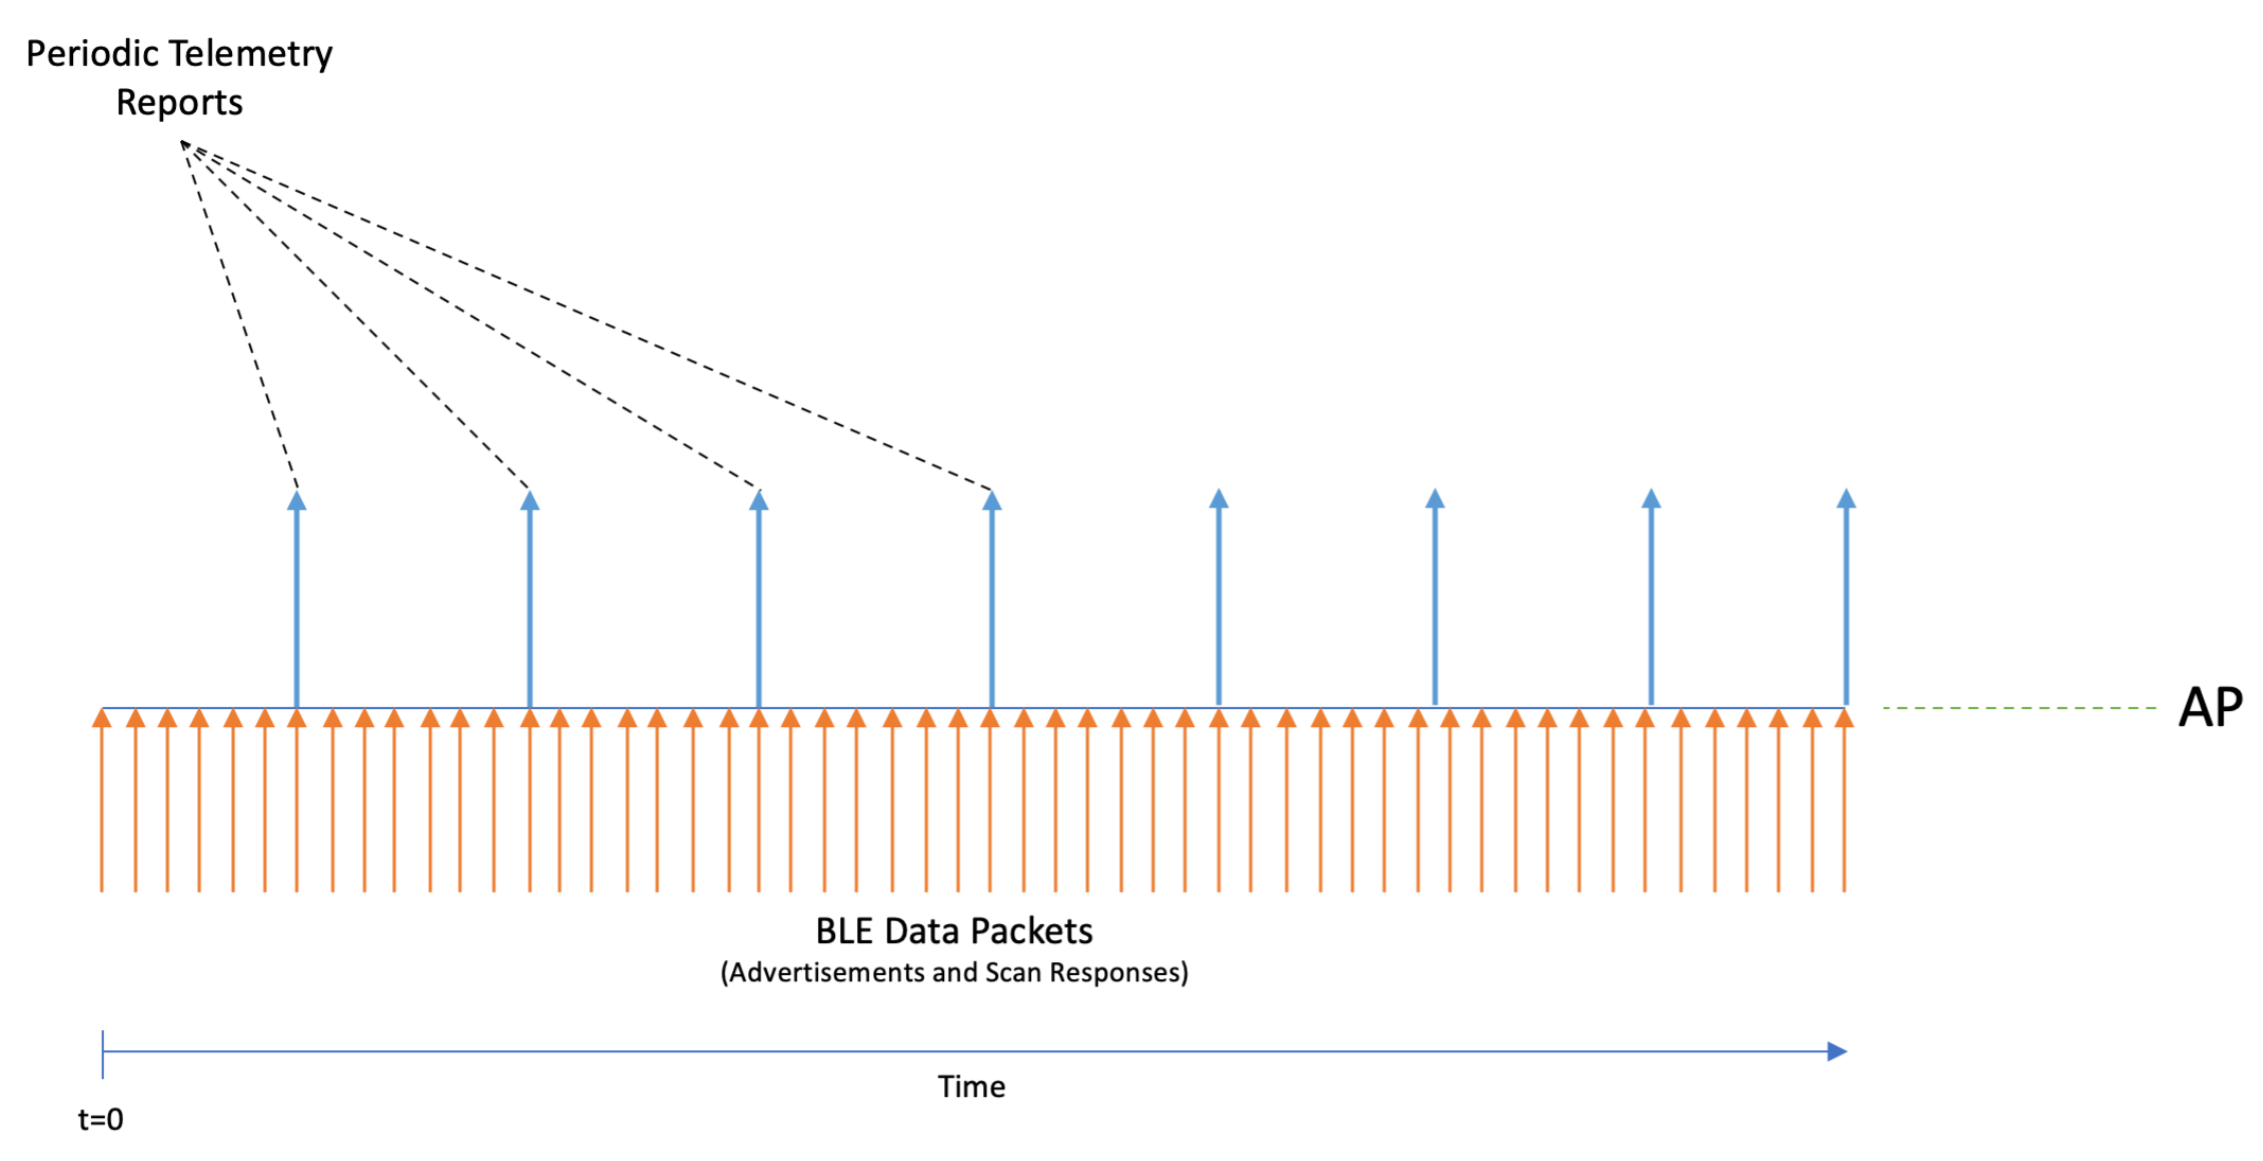 Periodic Telemetry
Reports
AP
BLE Data Packets
(Advertisements and Scan Responses)
Time
t=0